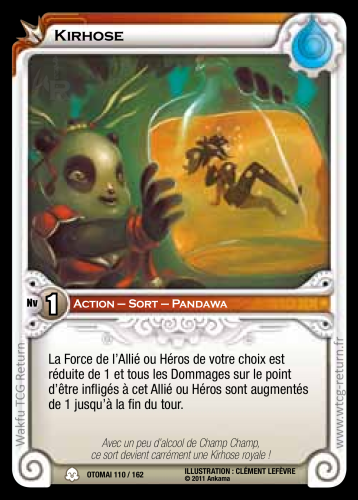 KIRHOSE
Nv 1 ACTION – SORT – PANDAWA
La Force de l'Allié ou Héros de votre choix est
réduite de 1 et tous les Dommages sur le point
d'être infligés à cet Allié ou Héros sont augmentés
de 1 jusqu'à la fin du tour.
Avec un peu d'alcool de Champ Champ,
ce sort devient carrément une Kirhose royale !
OTOMAI 110 / 162
ILLUSTRATION : CLÉMENT LEFÈVRE
© 2011 Ankama
Wakfu TCG Return
www.wtcg-return.fr